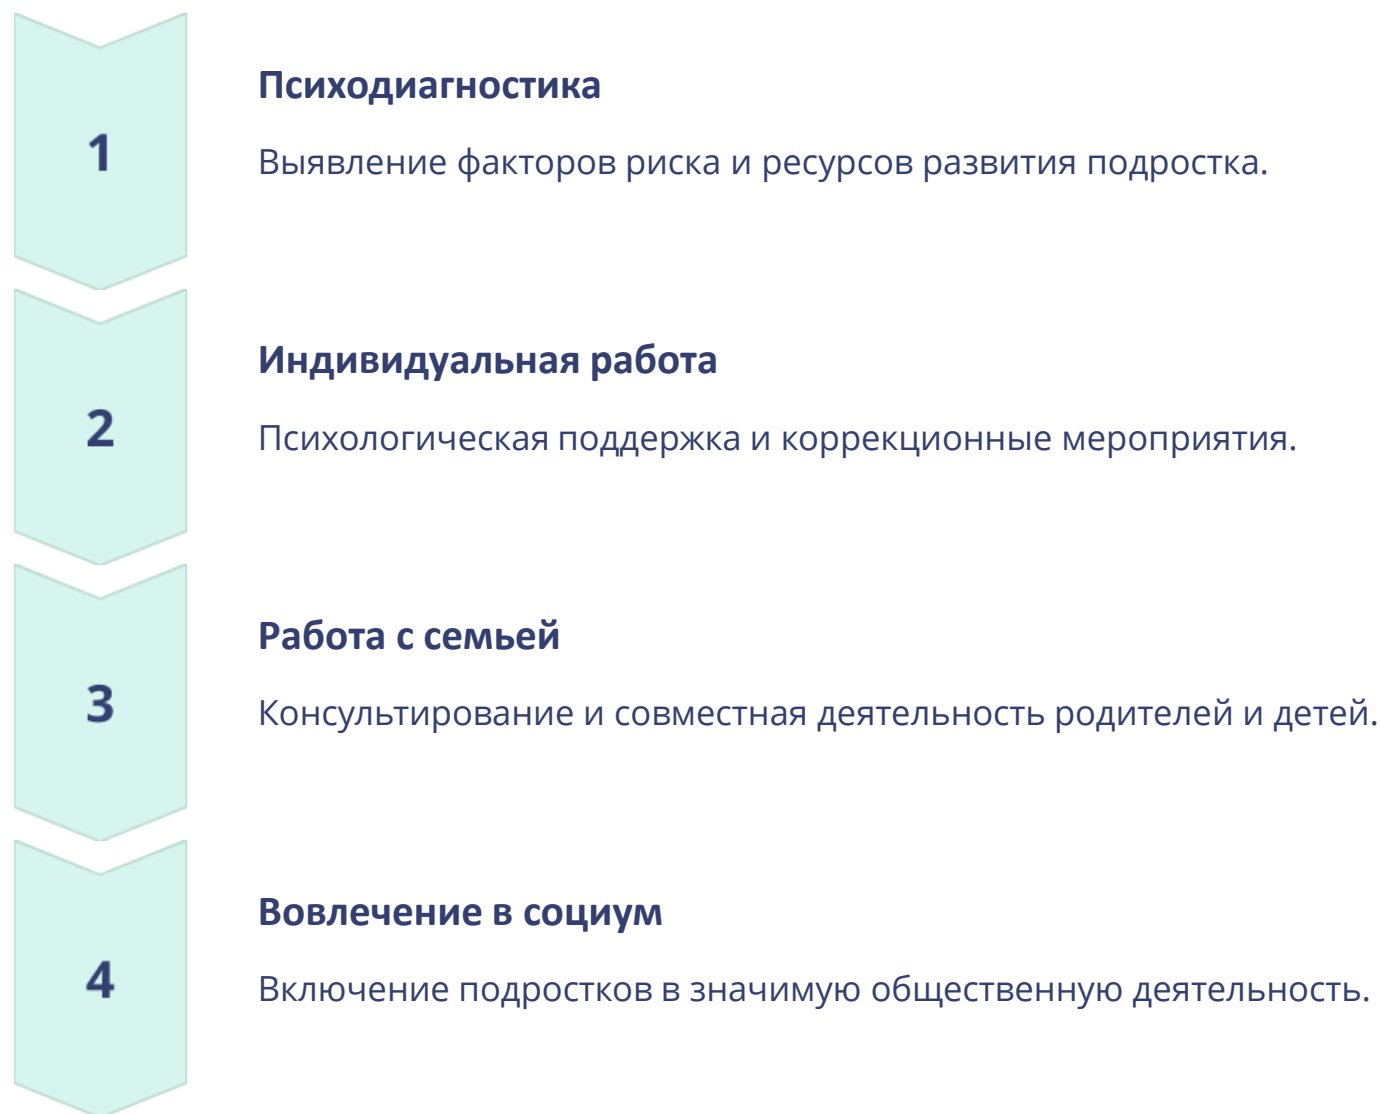 1
Психодиагностика
Выявление факторов риска и ресурсов развития подростка.
2
Индивидуальная работа
Психологическая поддержка и коррекционные мероприятия.
3
Работа с семьей
Консультирование и совместная деятельность родителей и детей.
4
Вовлечение в социум
Включение подростков в значимую общественную деятельность.